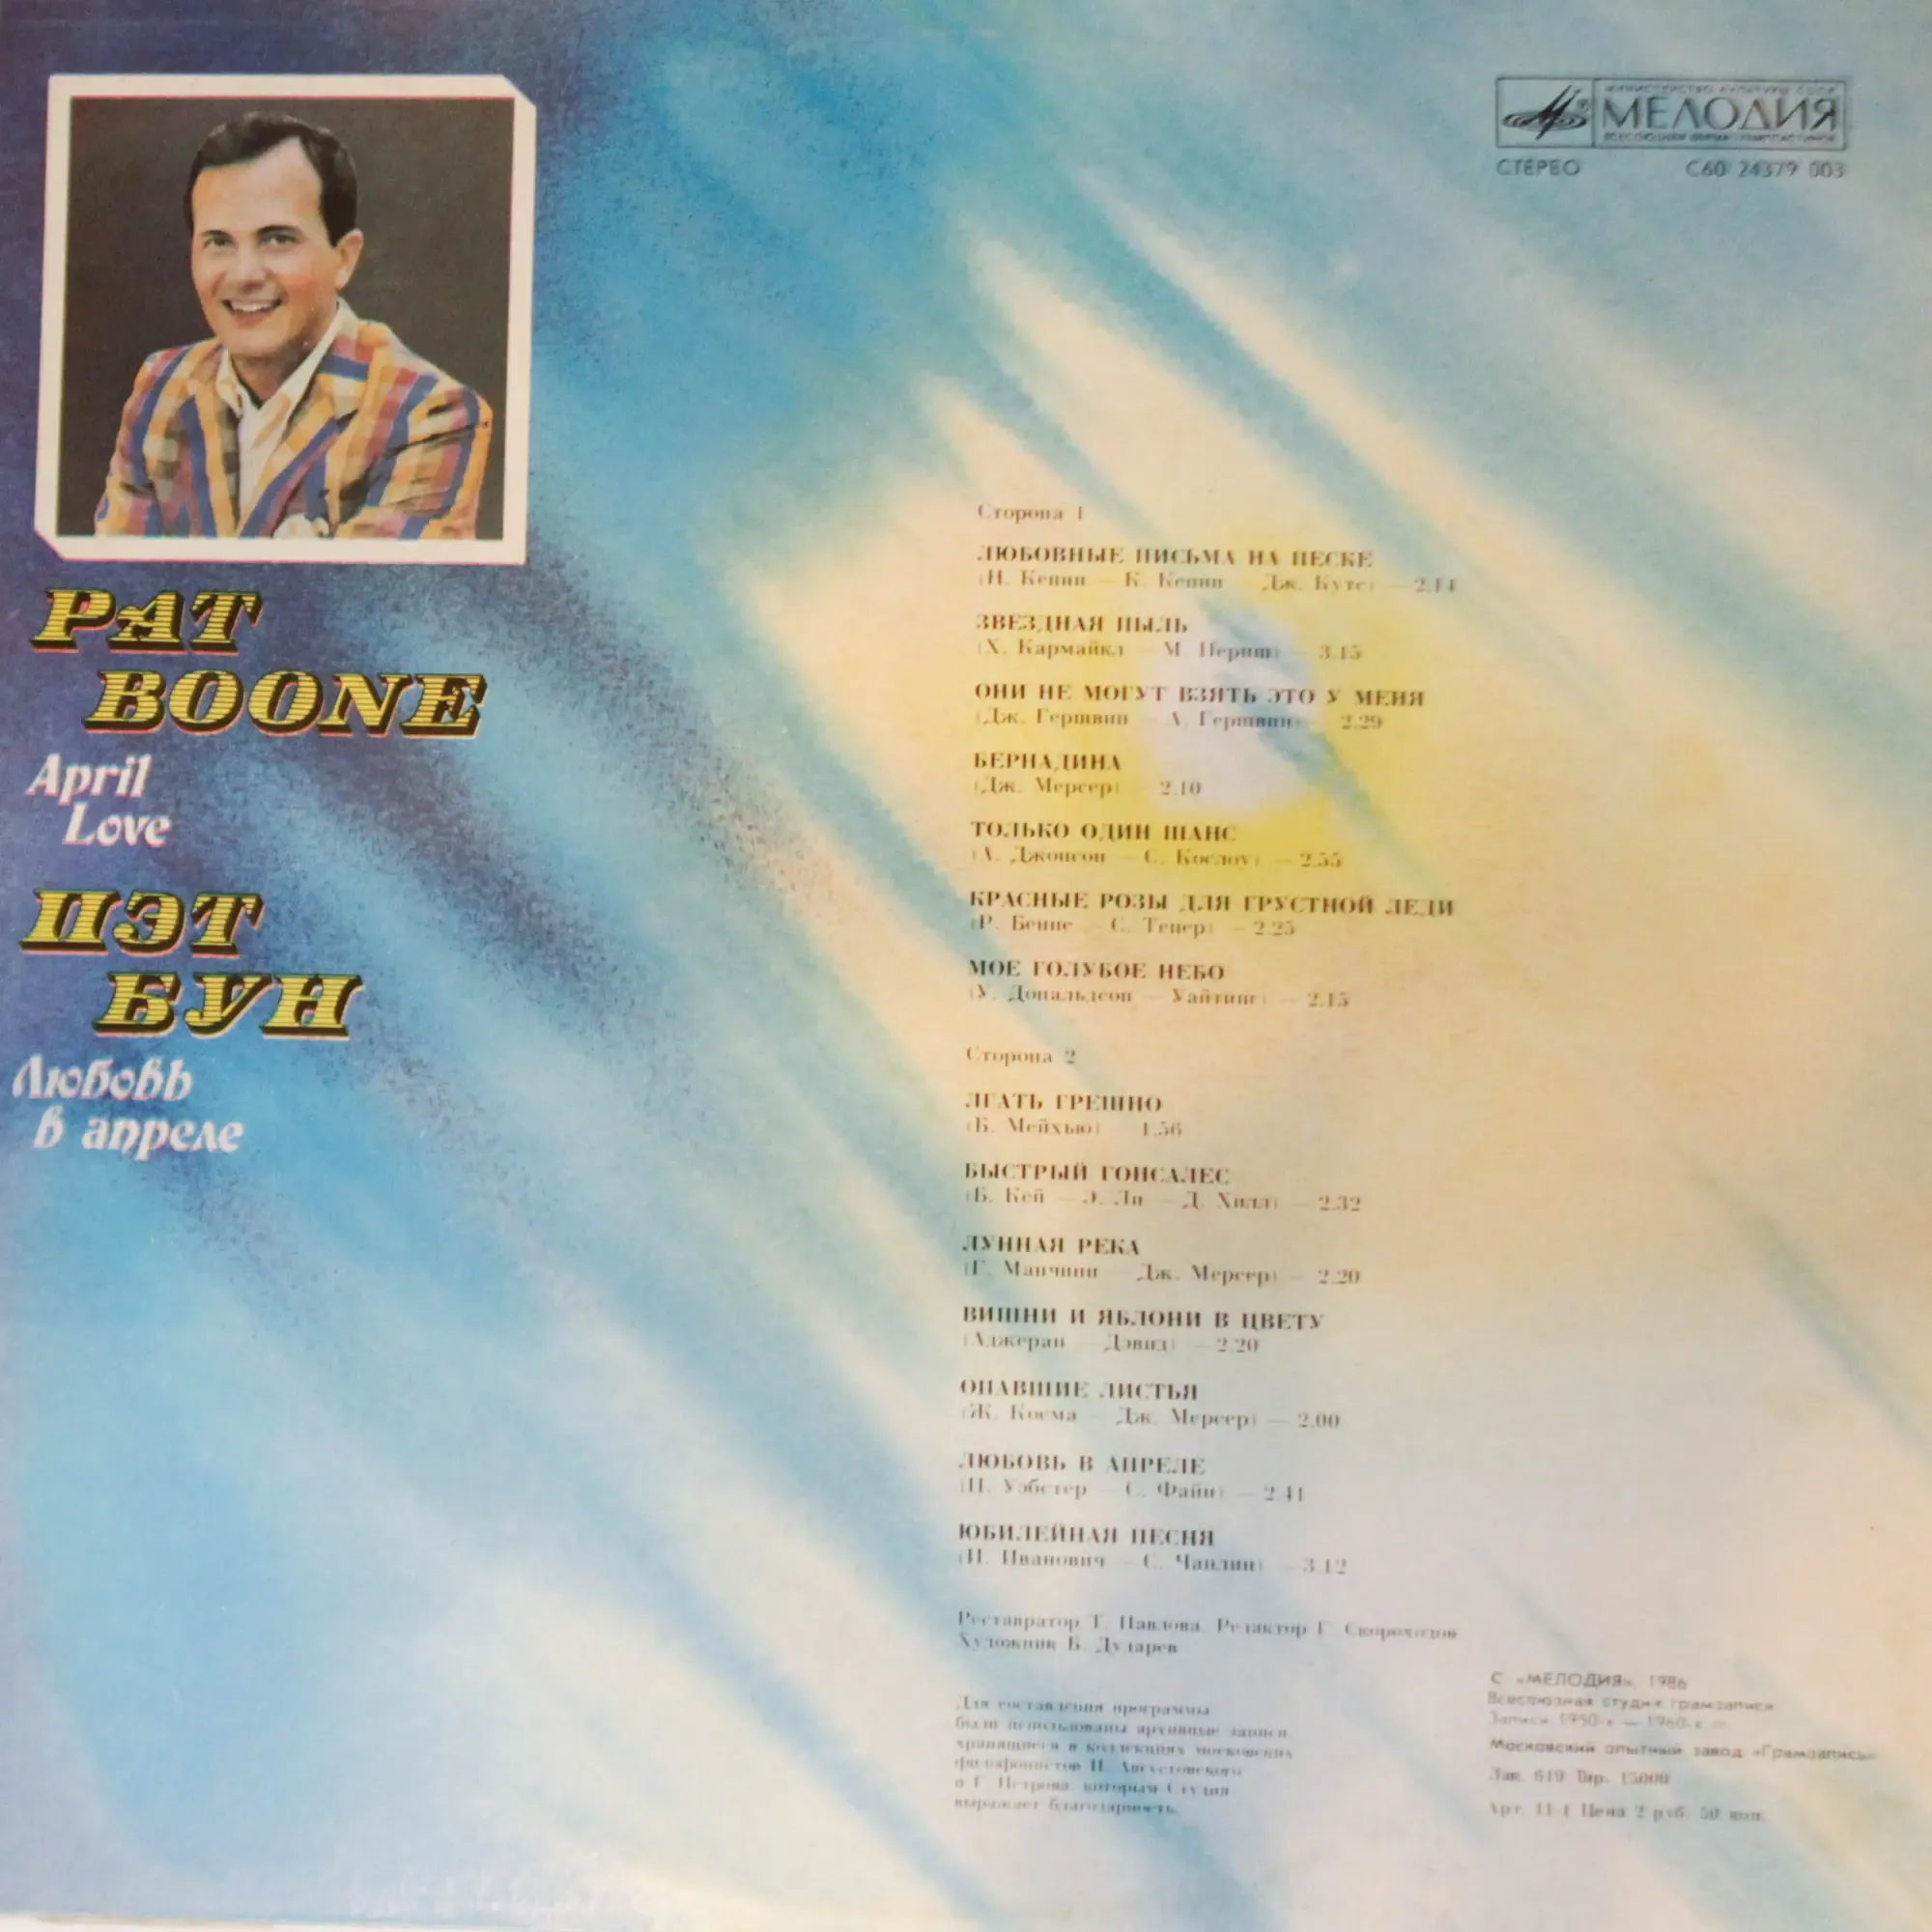 PAT
BOONE
April
Love
ПЭТ
БУН
Любовь
в апреле
МИНИСТЕРСТВО КУЛЬТУРЫ СССР
МЕЛОДИЯ
ВСЕСОЮЗНАЯ ФИРМА ГРАМПЛАСТИНОК
СТЕРЕО С60 24379 003
Сторона 1
ЛЮБОВНЫЕ ПИСЬМА НА ПЕСКЕ
(Н. Кенни — К. Кенни — Дж. Кутс) — 2.14
ЗВЕЗДНАЯ ПЫЛЬ
(Х. Кармайкл — М. Периш) — 3.15
ОНИ НЕ МОГУТ ВЗЯТЬ ЭТО У МЕНЯ
(Дж. Гершвин — А. Гершвин) — 2.29
БЕРНАДИНА
(Дж. Мерсер) — 2.10
ТОЛЬКО ОДИН ШАНС
(А. Джонсон — С. Кослоу) — 2.55
КРАСНЫЕ РОЗЫ ДЛЯ ГРУСТНОЙ ЛЕДИ
(Р. Бенне — С. Тепер) — 2.25
МОЕ ГОЛУБОЕ НЕБО
(У. Дональдсон — Уайтинг) — 2.15
Сторона 2
ЛГАТЬ ГРЕШНО
(Б. Мейхью) — 1.56
БЫСТРЫЙ ГОНСАЛЕС
(Б. Кей — Э. Ли — Д. Хилл) — 2.32
ЛУННАЯ РЕКА
(Г. Манчини — Дж. Мерсер) — 2.20
ВИШНИ И ЯБЛОНИ В ЦВЕТУ
(Аджеран — Дэвид) — 2.20
ОПАВШИЕ ЛИСТЬЯ
(Ж. Косма — Дж. Мерсер) — 2.00
ЛЮБОВЬ В АПРЕЛЕ
(П. Уэбстер — С. Файн) — 2.41
ЮБИЛЕЙНАЯ ПЕСНЯ
(И. Иванович — С. Чаплин) — 3.12
Реставратор Т. Павлова. Редактор Г. Скороходов
Художник Б. Дударев
Для составления программы
были использованы архивные записи,
хранящиеся в коллекциях московских
филофонистов П. Августовского
и Г. Петрова, которым Студия
выражает благодарность.
С «МЕЛОДИЯ», 1986
Всесоюзная студия грамзаписи
Записи 1950-х — 1960-х гг.
Московский опытный завод «Грамзапись»
Зак. 619 Тир. 15000
Арт. 11-1 Цена 2 руб. 50 коп.